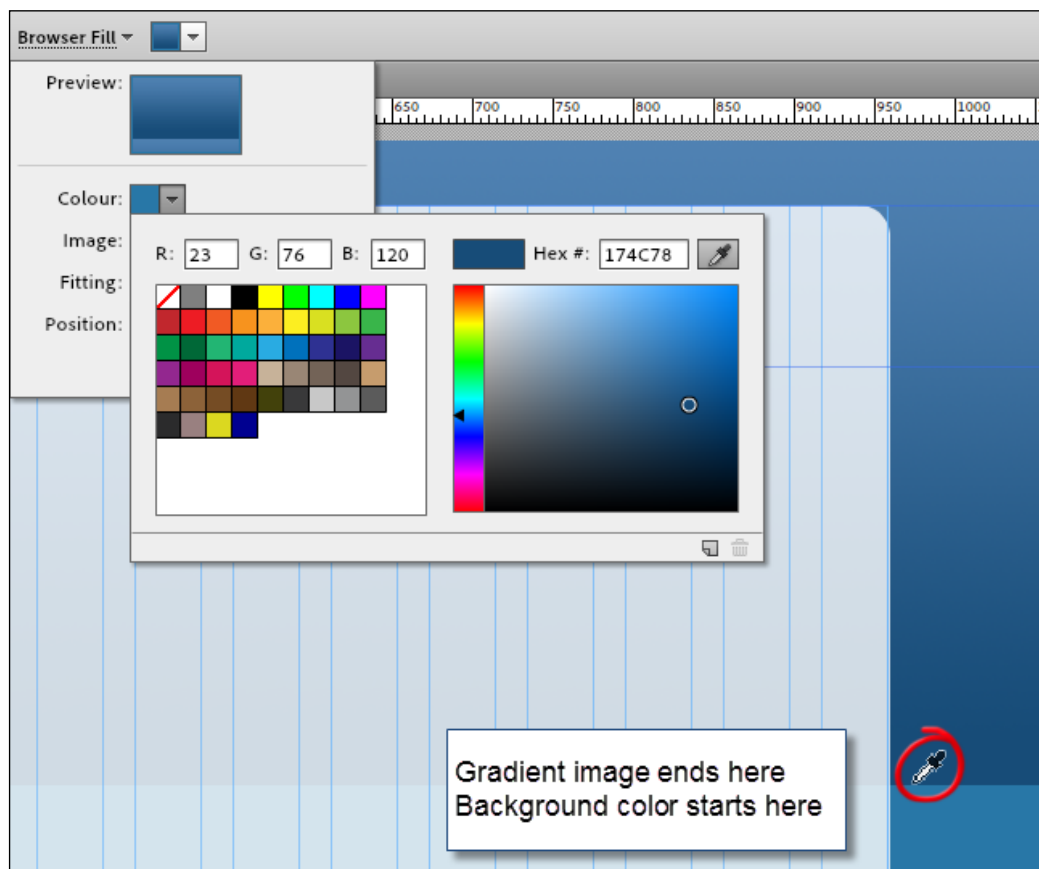 Browser Fill
Preview:
650 700 750 800 850 900 950 1000
Colour:
Image:
Fitting:
Position:
R: 23 G: 76 B: 120 Hex #: 174C78
Gradient image ends here
Background color starts here